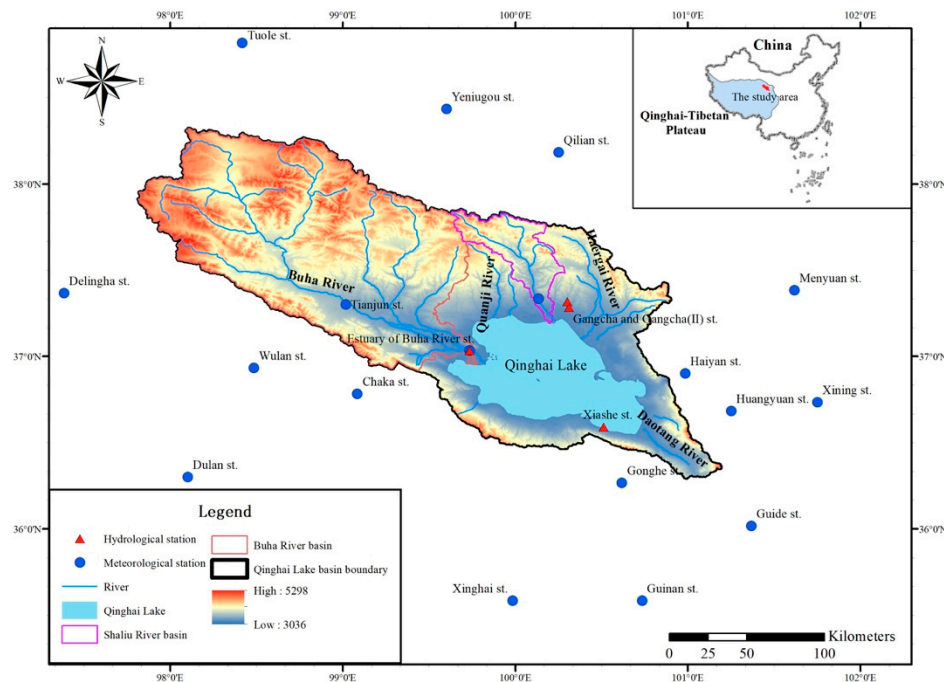 98°0'E 99°0'E 100°0'E 101°0'E 102°0'E
Tuole st.
N
W E
S
China
The study area
Qinghai-Tibetan
Plateau
Yeniugou st.
Qilian st.
38°0'N 38°0'N
Haergai River
Quanji River
Buha River
Delingha st.
Menyuan st.
Tianjun st.
Gangcha and Gangcha(II) st.
Estuary of Buha River st.
37°0'N 37°0'N
Wulan st.
Qinghai Lake
Haiyan st.
Chaka st.
Huangyuan st.
Xining st.
Xiashe st.
Daotang River
Dulan st.
Gonghe st.
Guide st.
36°0'N 36°0'N
Xinghai st.
Guinan st.
Legend
Hydrological station
Meteorological station
River
Qinghai Lake
Shaliu River basin
Buha River basin
Qinghai Lake basin boundary
High : 5298
Low : 3036
Kilometers
0 25 50 100
98°0'E 99°0'E 100°0'E 101°0'E 102°0'E